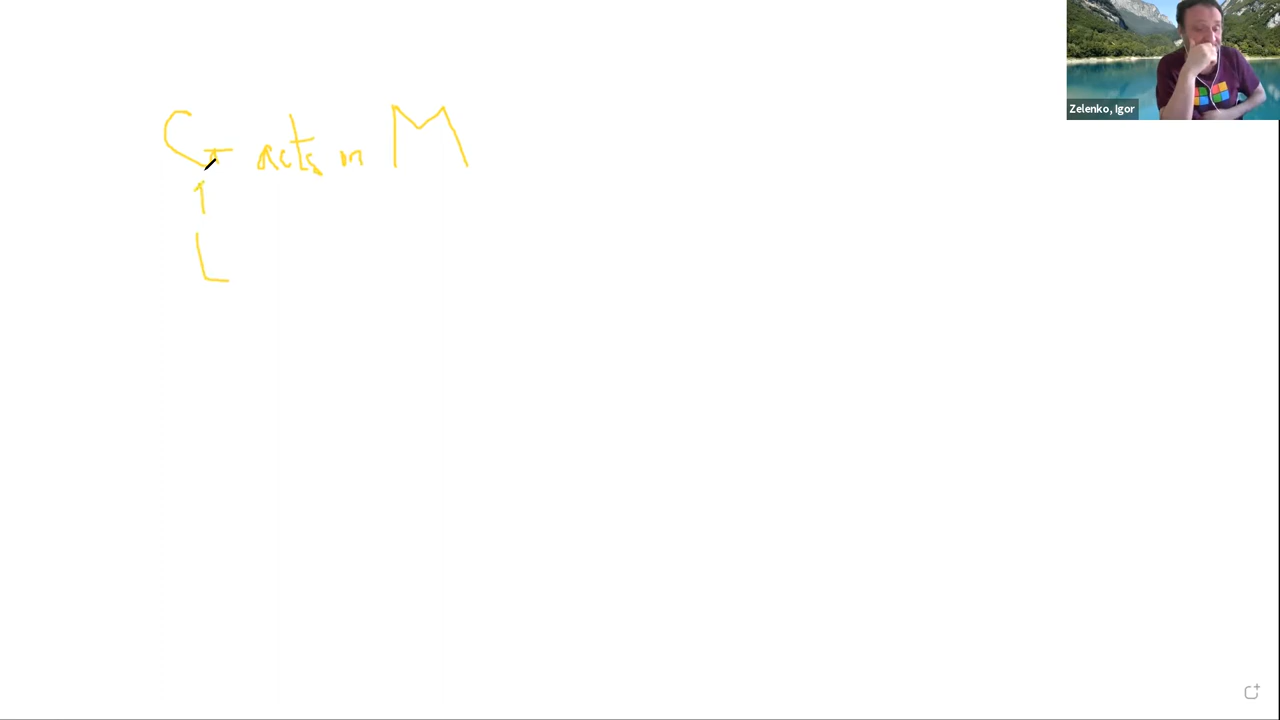 Zelenko, Igor
G acts on M
↑
L